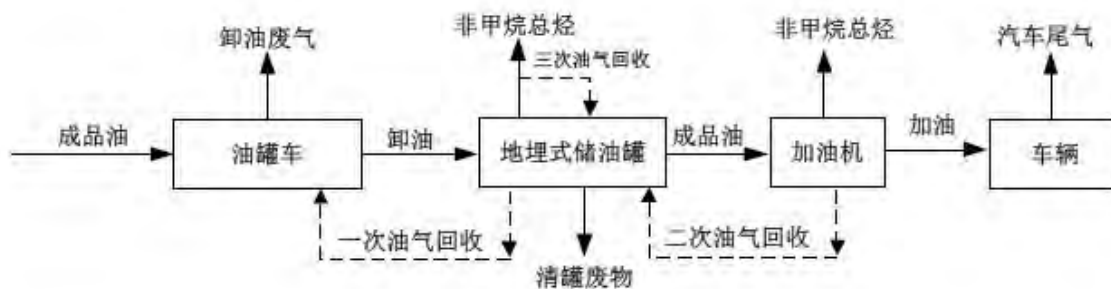 卸油废气
非甲烷总烃
三次油气回收
非甲烷总烃
汽车尾气
成品油
油罐车
卸油
地埋式储油罐
成品油
加油机
加油
车辆
一次油气回收
二次油气回收
清罐废物